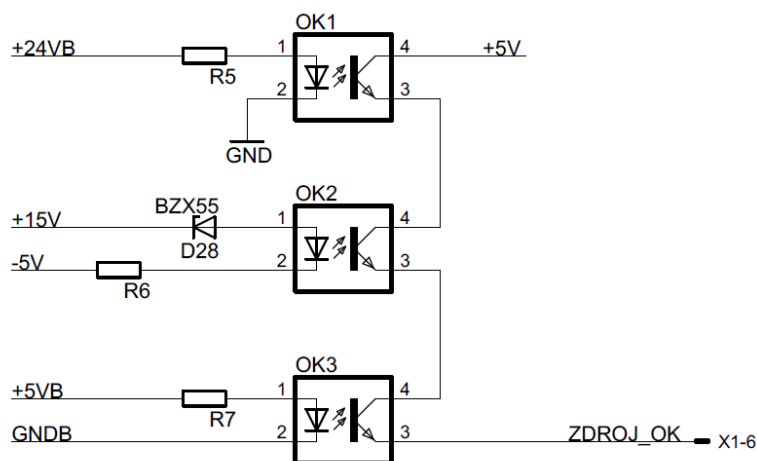 OK1
+24VB 1 4 +5V
R5
2 3
GND
OK2
BZX55
+15V 1 4
D28
-5V 2 3
R6
OK3
+5VB 1 4
R7
GNDB 2 3 ZDROJ_OK X1-6